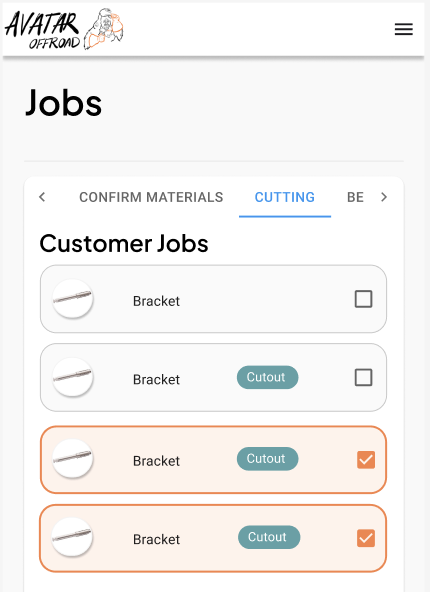 AVATAR
OFFROAD
Jobs
CONFIRM MATERIALS CUTTING BE
Customer Jobs
Bracket
Bracket Cutout
Bracket Cutout
Bracket Cutout